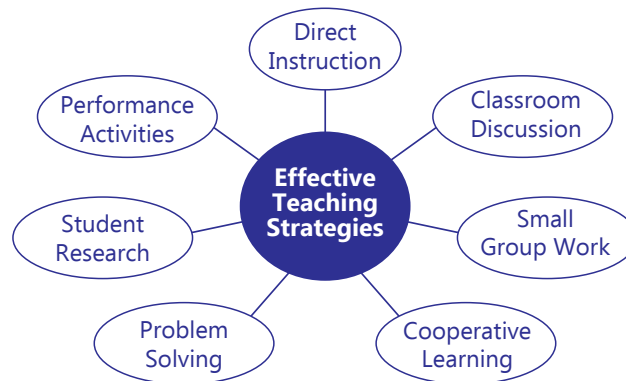 Direct
Instruction
Performance
Activities
Classroom
Discussion
Effective
Teaching
Strategies
Student
Research
Small
Group Work
Problem
Solving
Cooperative
Learning